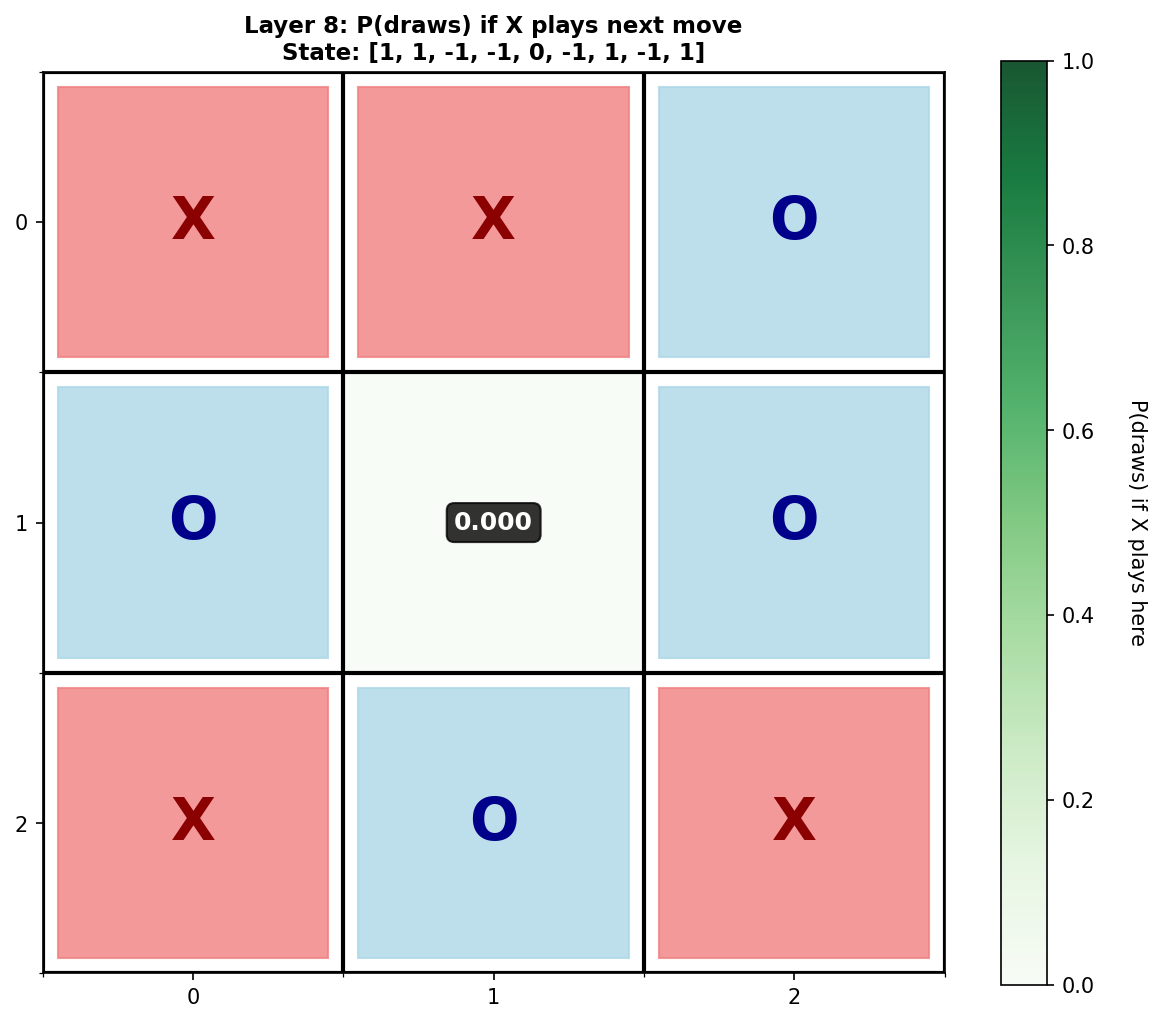 Layer 8: P(draws) if X plays next move
State: [1, 1, -1, -1, 0, -1, 1, -1, 1]
X X O
O 0.000 O
X O X
0
1
2
0 1 2
1.0
0.8
0.6
0.4
0.2
0.0
P(draws) if X plays here